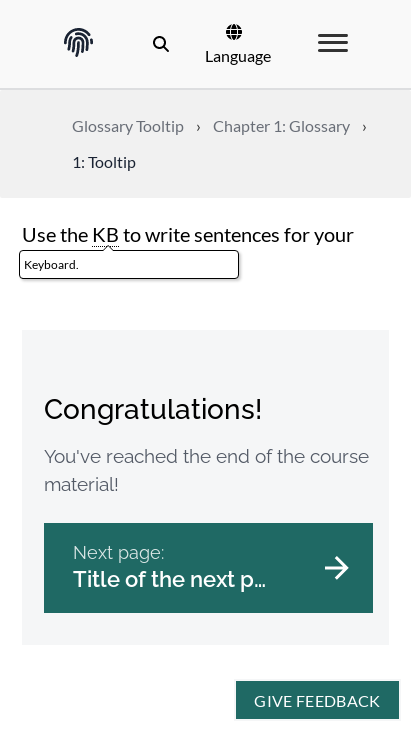 Language
Glossary Tooltip › Chapter 1: Glossary ›
1: Tooltip
Use the KB to write sentences for your
Keyboard.
Congratulations!
You've reached the end of the course
material!
Next page:
Title of the next p...
GIVE FEEDBACK